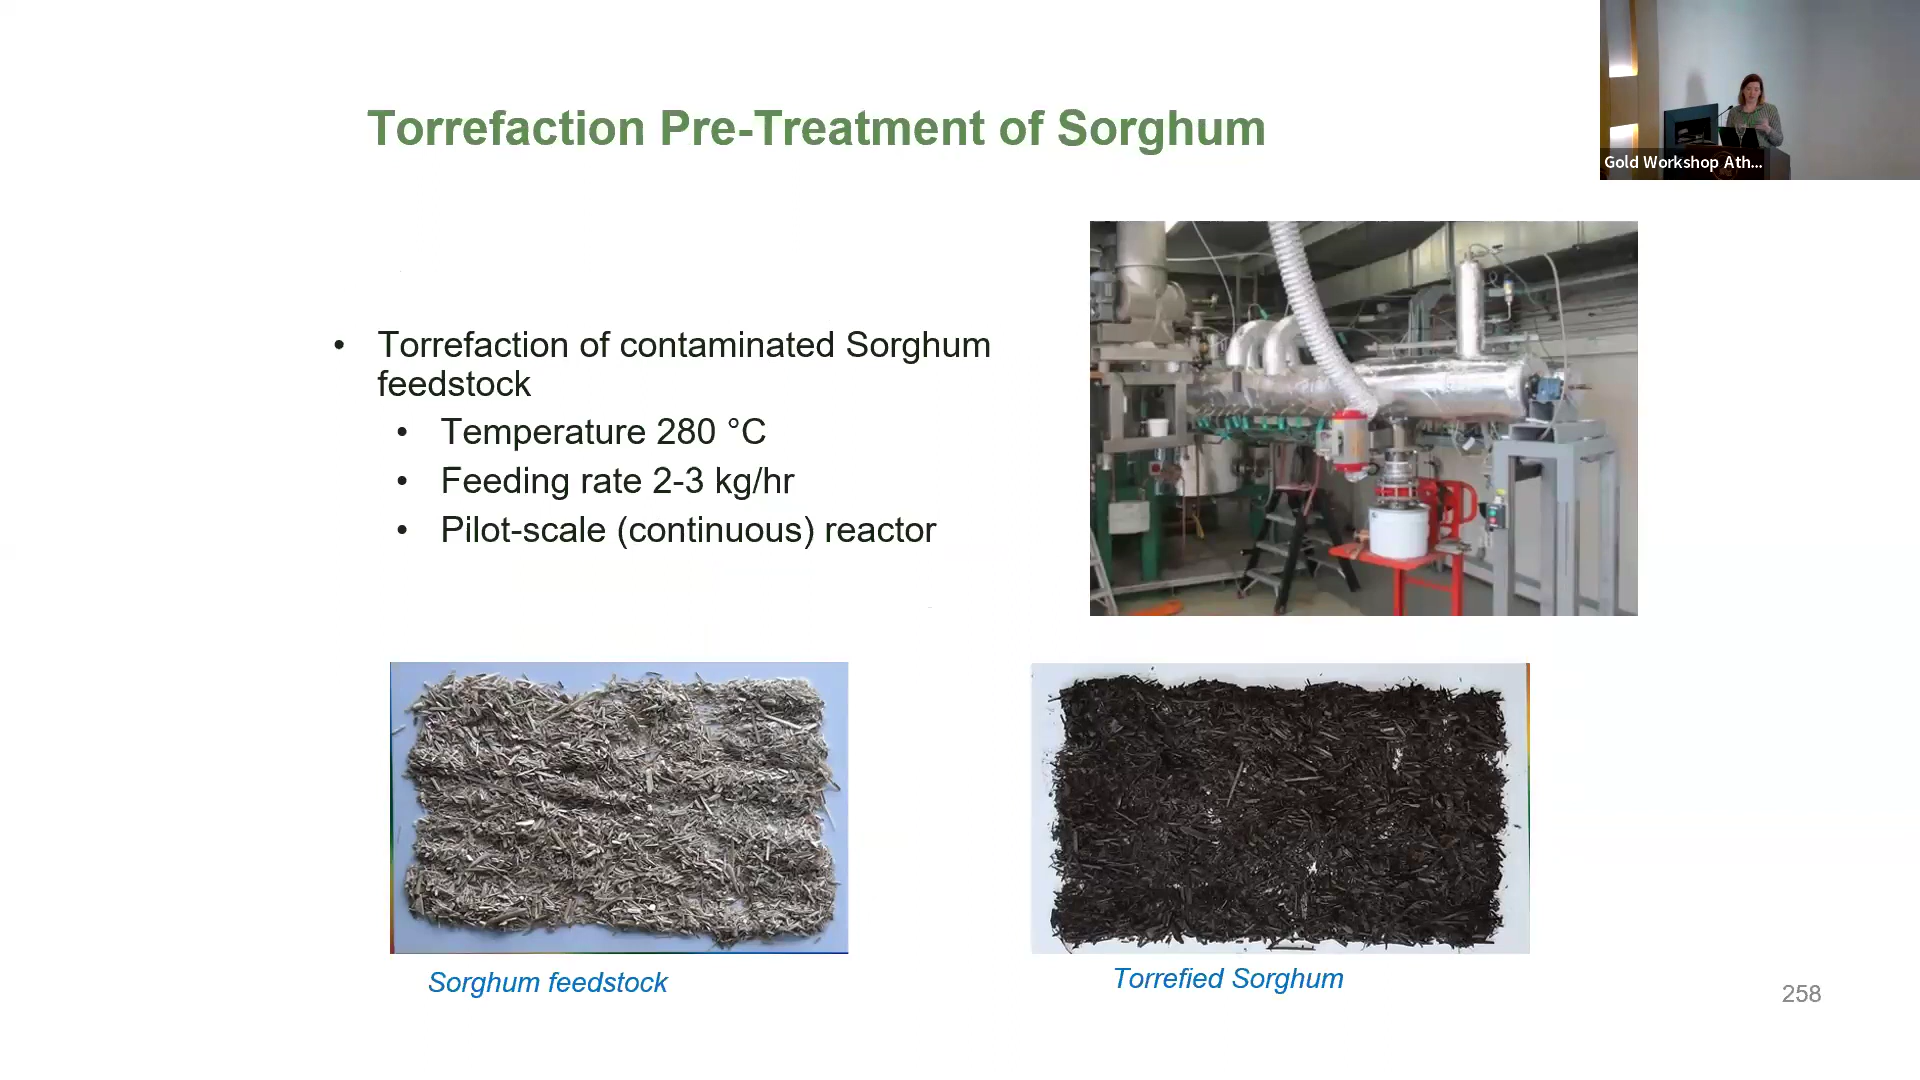 Torrefaction Pre-Treatment of Sorghum
Gold Workshop Ath...
• Torrefaction of contaminated Sorghum
feedstock
• Temperature 280 °C
• Feeding rate 2-3 kg/hr
• Pilot-scale (continuous) reactor
Sorghum feedstock
Torrefied Sorghum
258